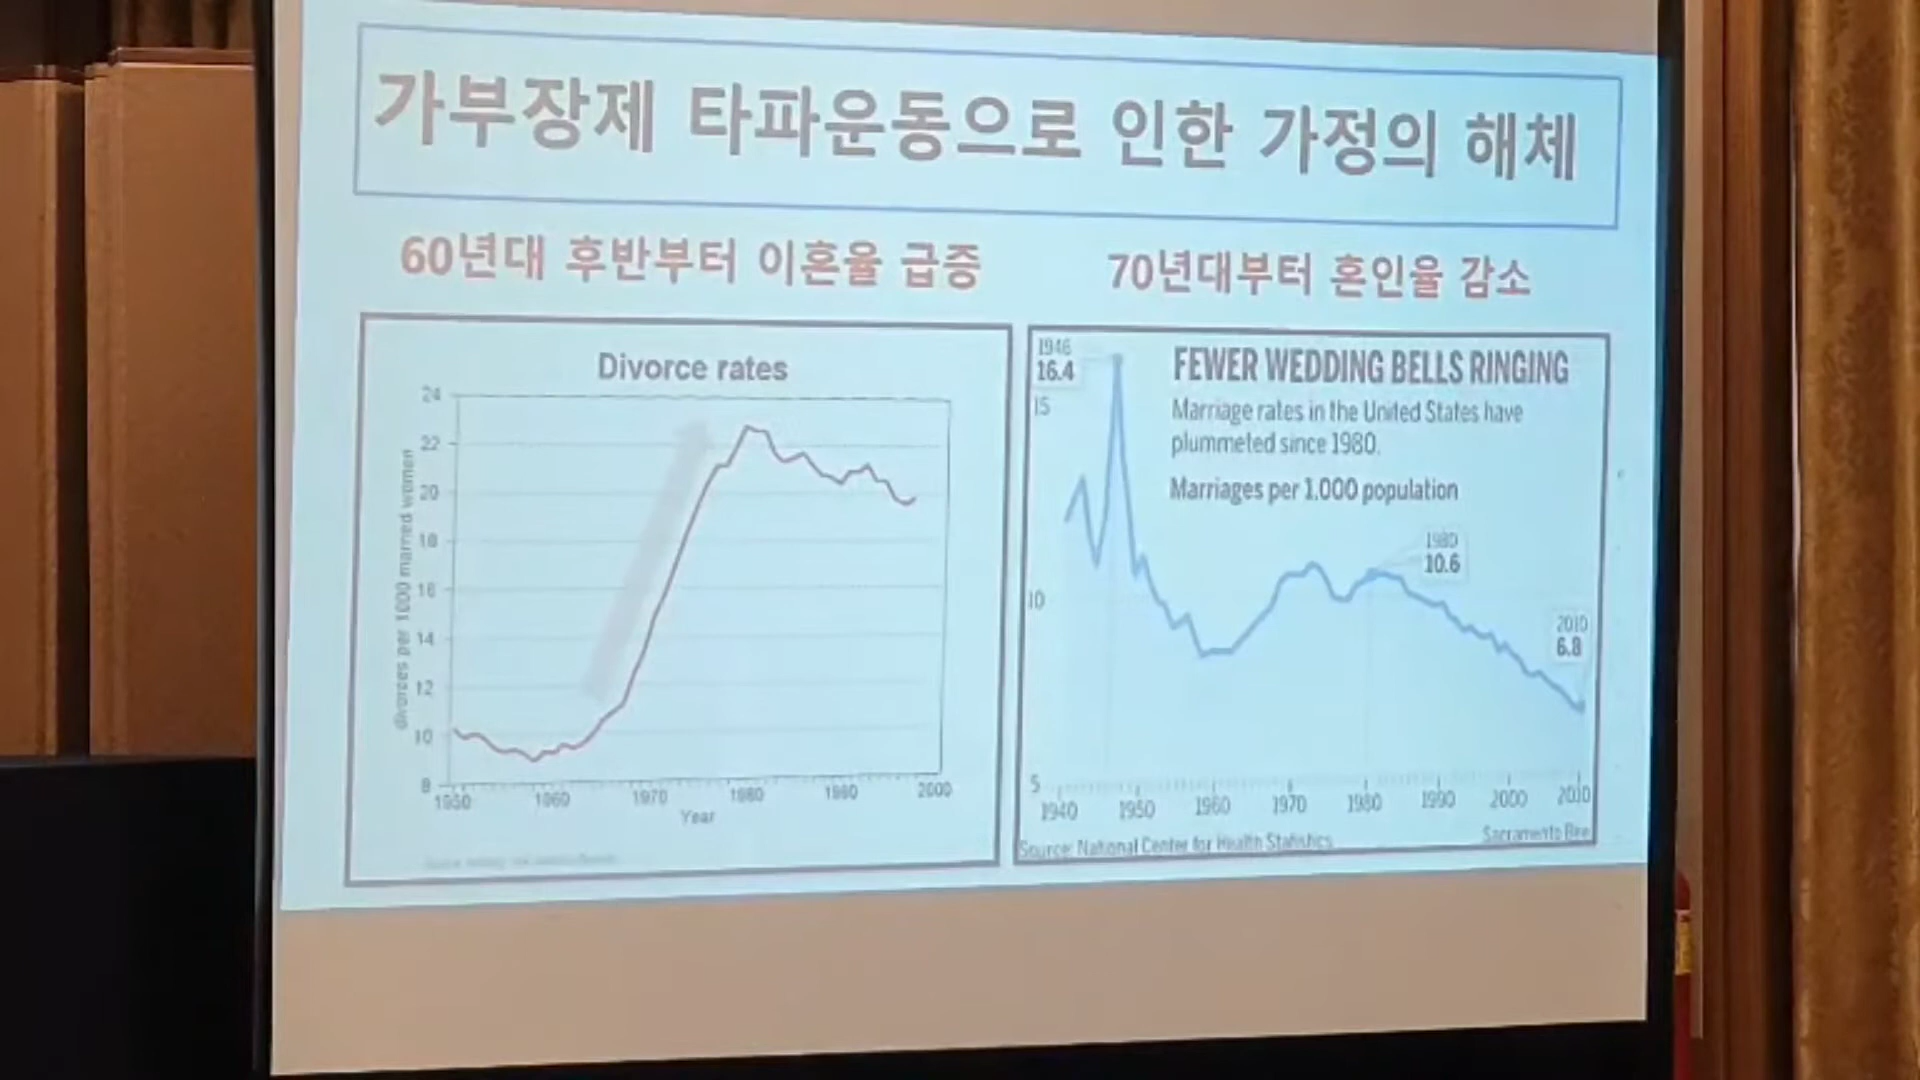 가부장제 타파운동으로 인한 가정의 해체
60년대 후반부터 이혼율 급증
70년대부터 혼인율 감소
Divorce rates
24
22
20
18
16
14
12
10
8
divorces per 1000 married women
1950 1960 1970 1980 1990 2000
Year
1946
16.4
FEWER WEDDING BELLS RINGING
Marriage rates in the United States have
plummeted since 1980.
Marriages per 1,000 population
15
1980
10.6
10
2010
6.8
5
1940 1950 1960 1970 1980 1990 2000 2010
Source: National Center for Health Statistics
Sacramento Bee